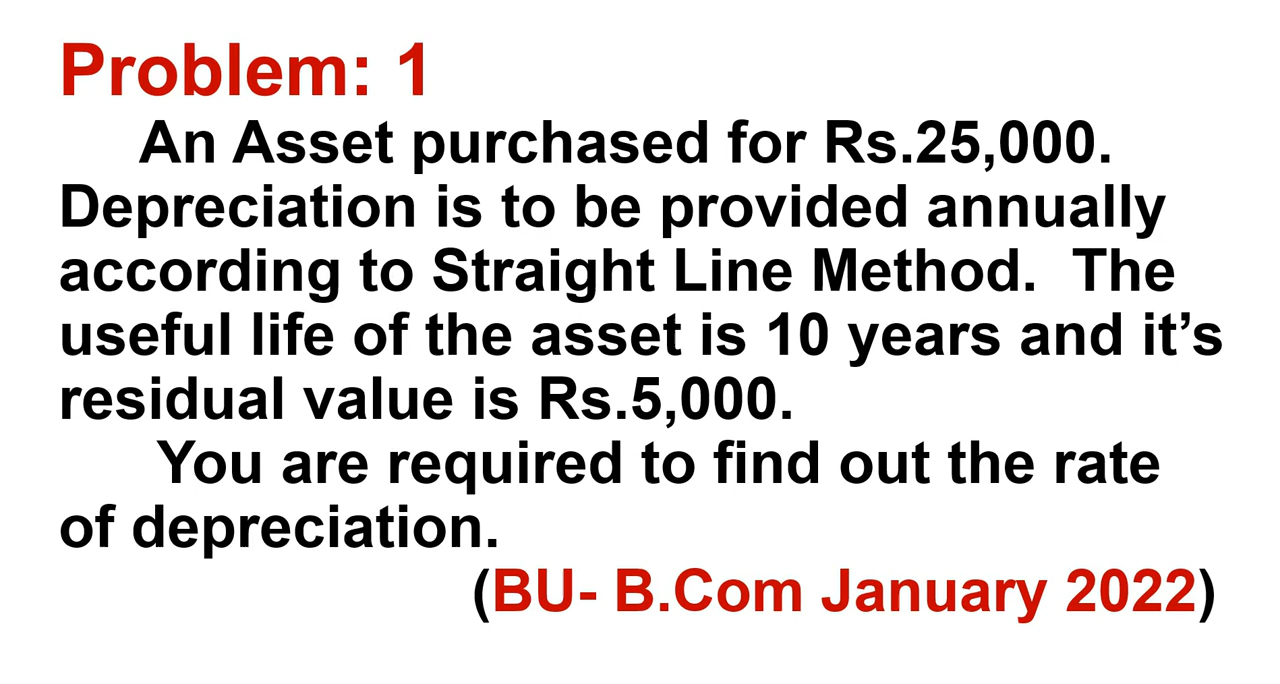 Problem: 1
An Asset purchased for Rs.25,000.
Depreciation is to be provided annually
according to Straight Line Method.  The
useful life of the asset is 10 years and it’s
residual value is Rs.5,000.
You are required to find out the rate
of depreciation.
(BU- B.Com January 2022)